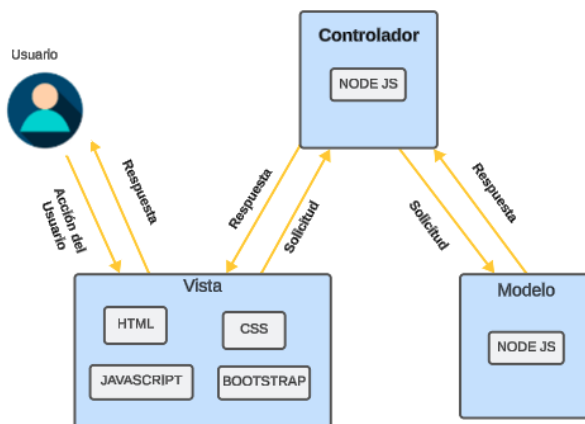 Usuario
Controlador
NODE JS
Respuesta
Acción del
Usuario
Respuesta
Solicitud
Solicitud
Respuesta
Vista
HTML
CSS
JAVASCRIPT
BOOTSTRAP
Modelo
NODE JS